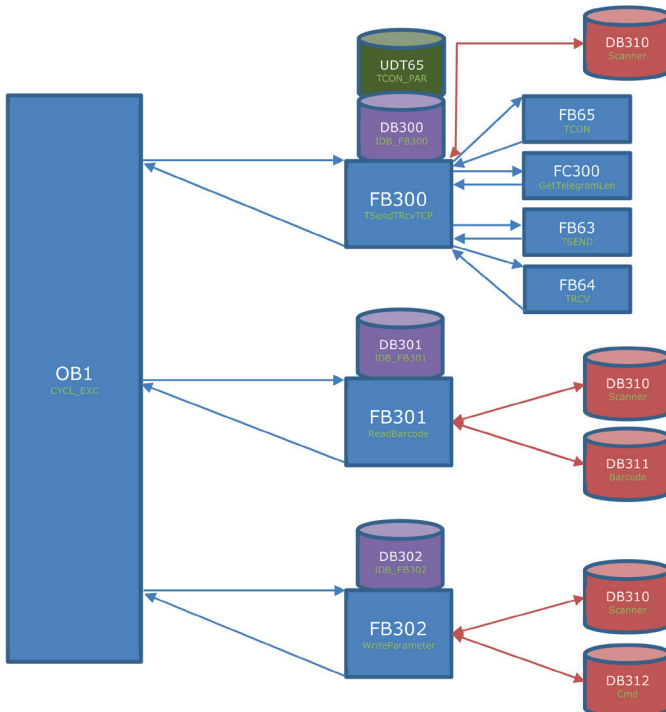 DB310
Scanner
UDT65
TCON_PAR
DB300
IDB_FB300
FB65
TCON
FC300
GetTelegramLen
FB300
TSendTRcvTCP
FB63
TSEND
FB64
TRCV
OB1
CYCL_EXC
DB301
IDB_FB301
FB301
ReadBarcode
DB310
Scanner
DB311
Barcode
DB302
IDB_FB302
FB302
WriteParameter
DB310
Scanner
DB312
Cmd